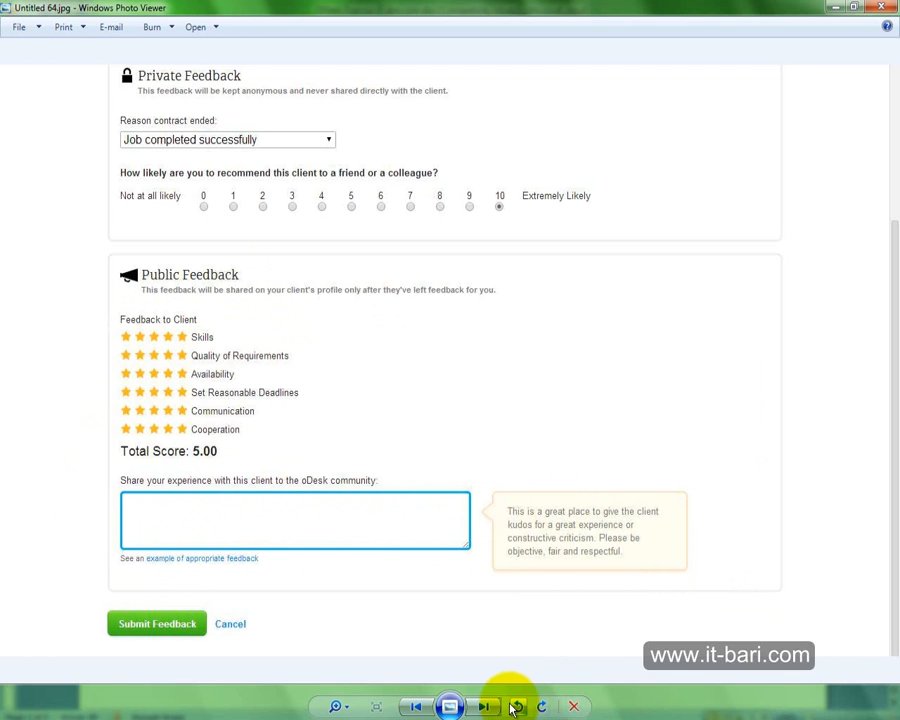 Untitled 64.jpg - Windows Photo Viewer
File Print E-mail Burn Open
Private Feedback
This feedback will be kept anonymous and never shared directly with the client.
Reason contract ended:
Job completed successfully
How likely are you to recommend this client to a friend or a colleague?
Not at all likely 0 1 2 3 4 5 6 7 8 9 10 Extremely Likely
Public Feedback
This feedback will be shared on your client's profile only after they've left feedback for you.
Feedback to Client
Skills
Quality of Requirements
Availability
Set Reasonable Deadlines
Communication
Cooperation
Total Score: 5.00
Share your experience with this client to the oDesk community:
This is a great place to give the client
kudos for a great experience or
constructive criticism. Please be
objective, fair and respectful.
See an example of appropriate feedback
Submit Feedback Cancel
www.it-bari.com